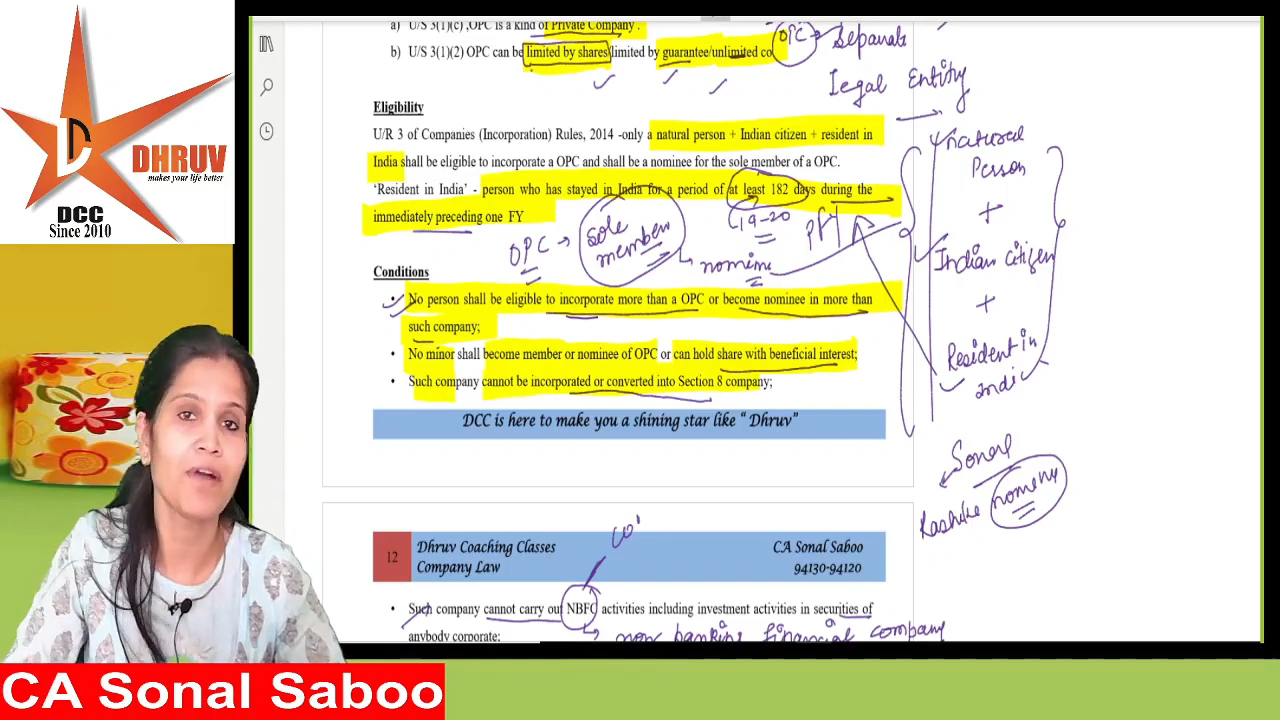 a) U/S 3(1)(c) ,OPC is a kind of Private Company .
b) U/S 3(1)(2) OPC can be limited by shares/limited by guarantee/unlimited co
OPC → Separate
legal Entity
Eligibility
U/R 3 of Companies (Incorporation) Rules, 2014 -only a natural person + Indian citizen + resident in
India shall be eligible to incorporate a OPC and shall be a nominee for the sole member of a OPC.
'Resident in India' - person who has stayed in India for a period of at least 182 days during the
immediately preceding one FY
19-20
PFY
OPC → Sole
member
nominee
natural
Person
+
Indian citizen
+
Resident in
India
Conditions
• No person shall be eligible to incorporate more than a OPC or become nominee in more than
such company;
• No minor shall become member or nominee of OPC or can hold share with beneficial interest;
• Such company cannot be incorporated or converted into Section 8 company;
DCC is here to make you a shining star like " Dhruv"
Sonal
nominy
12
Dhruv Coaching Classes
Company Law
CA Sonal Saboo
94130-94120
CO'
• Such company cannot carry out NBFC activities including investment activities in securities of
anybody corporate;
non banking financial company
DHRUV
makes your life better
DCC
Since 2010
CA Sonal Saboo